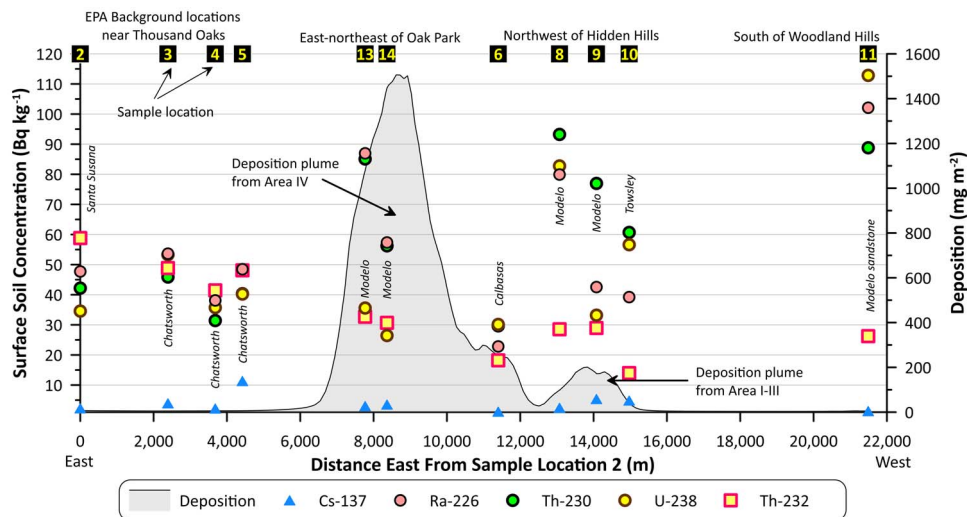 EPA Background locations
near Thousand Oaks
East-northeast of Oak Park
Northwest of Hidden Hills
South of Woodland Hills
2 3 4 5 13 14 6 8 9 10 11
Sample location
Surface Soil Concentration (Bq kg⁻¹)
120
110
100
90
80
70
60
50
40
30
20
10
Deposition (mg m⁻²)
1600
1400
1200
1000
800
600
400
200
0
Santa Susana
Chatsworth
Chatsworth
Chatsworth
Modelo
Modelo
Calbasas
Modelo
Modelo
Towsley
Modelo sandstone
Deposition plume
from Area IV
Deposition plume
from Area I-III
0 2,000 4,000 6,000 8,000 10,000 12,000 14,000 16,000 18,000 20,000 22,000
East West
Distance East From Sample Location 2 (m)
Deposition Cs-137 Ra-226 Th-230 U-238 Th-232